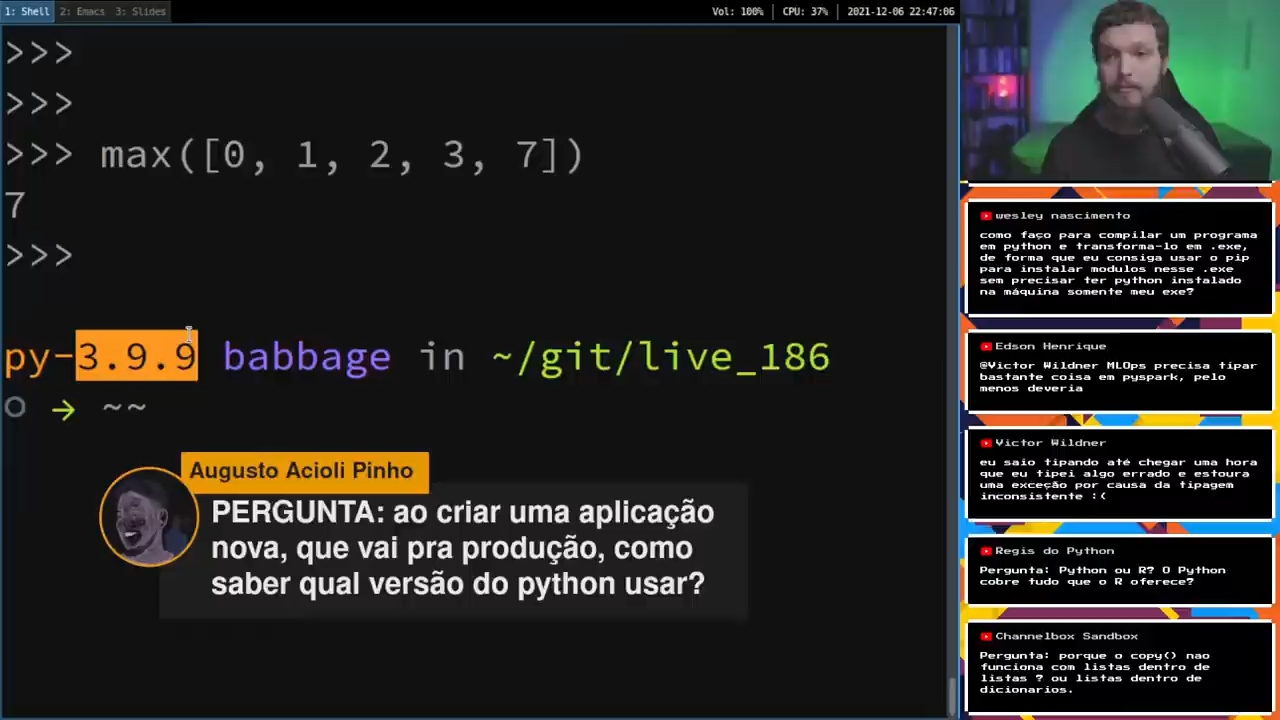 1: Shell 2: Emacs 3: Slides
Vol: 100% CPU: 37% 2021-12-06 22:47:06
>>>
>>>
>>> max([0, 1, 2, 3, 7])
7
>>>
py-3.9.9 babbage in ~/git/live_186
○ → ~~
Augusto Acioli Pinho
PERGUNTA: ao criar uma aplicação
nova, que vai pra produção, como
saber qual versão do python usar?
wesley nascimento
como faço para compilar um programa
em python e transforma-lo em .exe,
de forma que eu consiga usar o pip
para instalar modulos nesse .exe
sem precisar ter python instalado
na máquina somente meu exe?
Edson Henrique
@Victor Wildner MLOps precisa tipar
bastante coisa em pyspark, pelo
menos deveria
Victor Wildner
eu saio tipando até chegar uma hora
que eu tipei algo errado e estoura
uma exceção por causa da tipagem
inconsistente :(
Regis do Python
Pergunta: Python ou R? O Python
cobre tudo que o R oferece?
Channelbox Sandbox
Pergunta: porque o copy() nao
funciona com listas dentro de
listas ? ou listas dentro de
dicionarios.